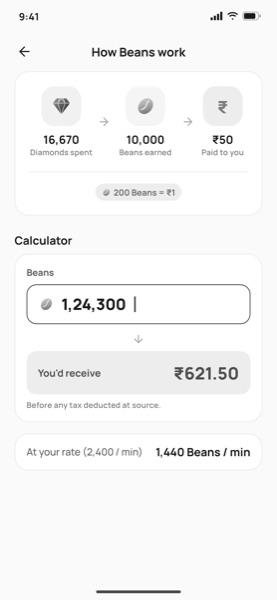 9:41
How Beans work
₹
16,670
10,000
₹50
Diamonds spent
Beans earned
Paid to you
200 Beans = ₹1
Calculator
Beans
1,24,300
You'd receive
₹621.50
Before any tax deducted at source.
At your rate (2,400 / min)
1,440 Beans / min